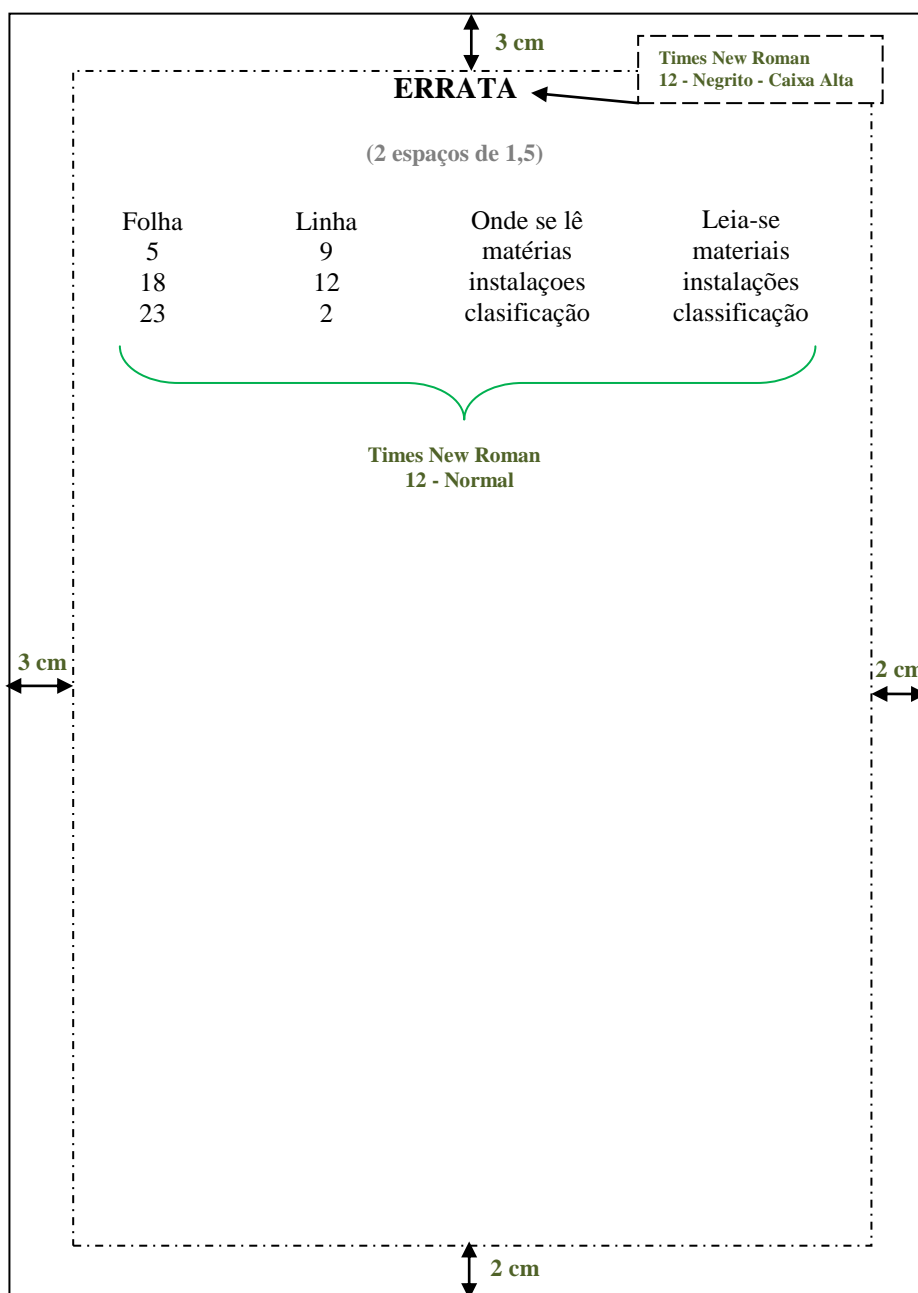 3 cm
Times New Roman
12 - Negrito - Caixa Alta
ERRATA
(2 espaços de 1,5)
Folha Linha Onde se lê Leia-se
5 9 matérias materiais
18 12 instalaçoes instalações
23 2 clasificação classificação
Times New Roman
12 - Normal
3 cm
2 cm
2 cm